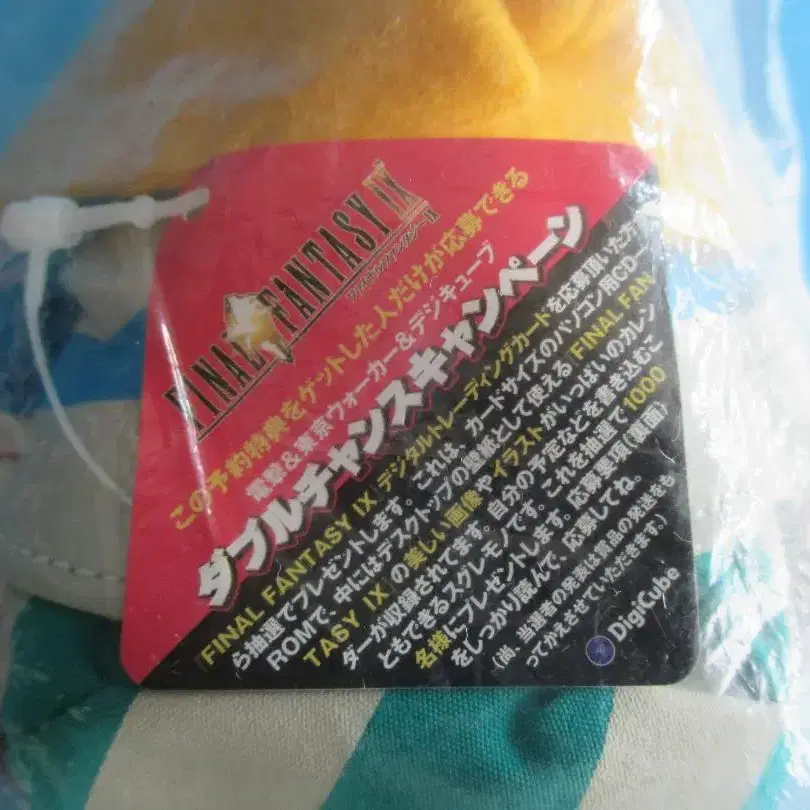 FINAL FANTASY IX
ファイナルファンタジーIX
この予約特典をゲットした人だけが応募できる
電撃&東京ウォーカー&デジキューブ
ダブルチャンスキャンペーン
「FINAL FANTASY IX デジタルトレーディングカードを応募頂いた方
ら抽選でプレゼントします。これは、カードサイズのパソコン用CD-
ROMで、中にはデスクトップの壁紙として使える「FINAL FAN
TASY IX」の美しい画像やイラストがいっぱいのカレン
ダーが収録されてます。自分の予定などを書き込むこ
ともできるスグレモノです。これを抽選で1000
名様にプレゼントします。応募要項(裏面)
をしっかり読んで、応募してね。
(尚、当選者の発表は賞品の発送をも
ってかえさせていただきます。)
DigiCube